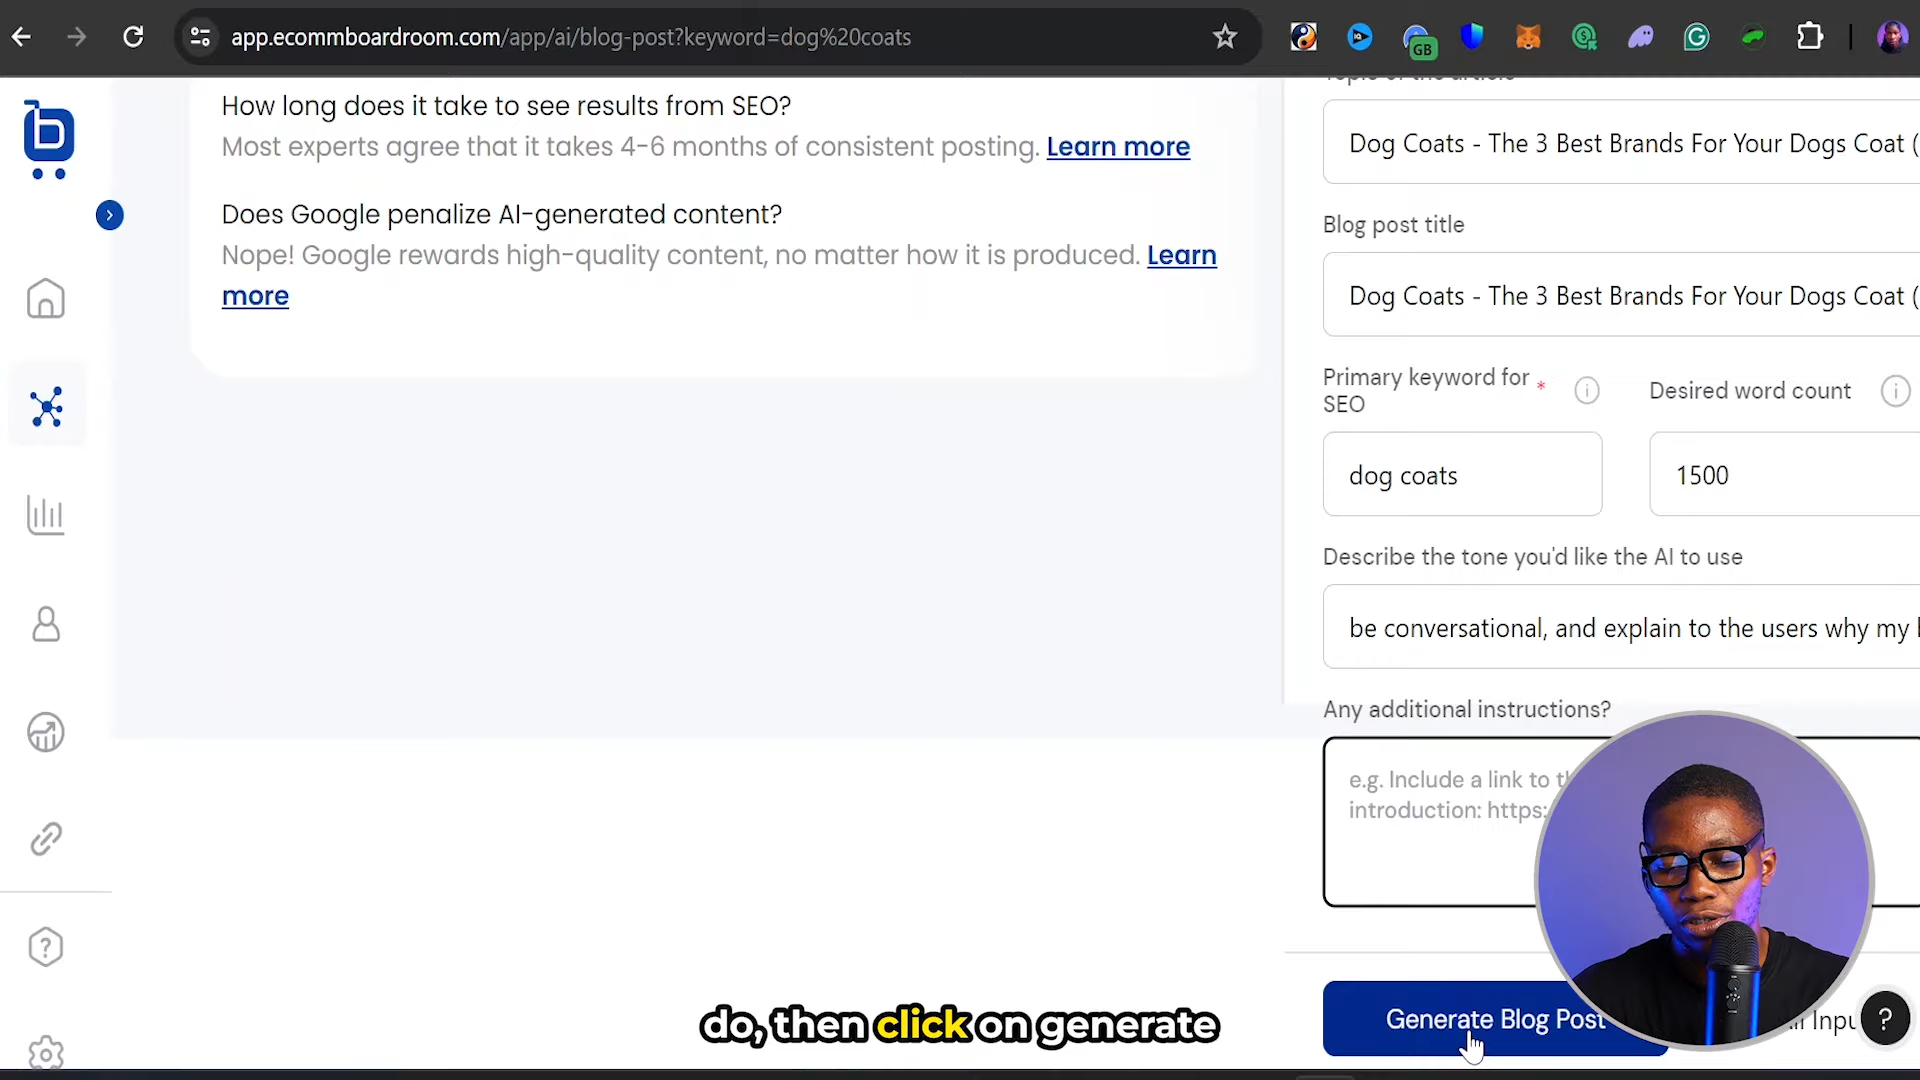 app.ecommboardroom.com/app/ai/blog-post?keyword=dog%20coats
GB
How long does it take to see results from SEO?
Most experts agree that it takes 4-6 months of consistent posting. Learn more
Does Google penalize AI-generated content?
Nope! Google rewards high-quality content, no matter how it is produced. Learn
more
Topic of the article
Dog Coats - The 3 Best Brands For Your Dogs Coat (
Blog post title
Dog Coats - The 3 Best Brands For Your Dogs Coat (
Primary keyword for *
SEO
Desired word count
dog coats
1500
Describe the tone you'd like the AI to use
be conversational, and explain to the users why my
Any additional instructions?
e.g. Include a link to
introduction: https:
Generate Blog Post
?
do, then click on generate